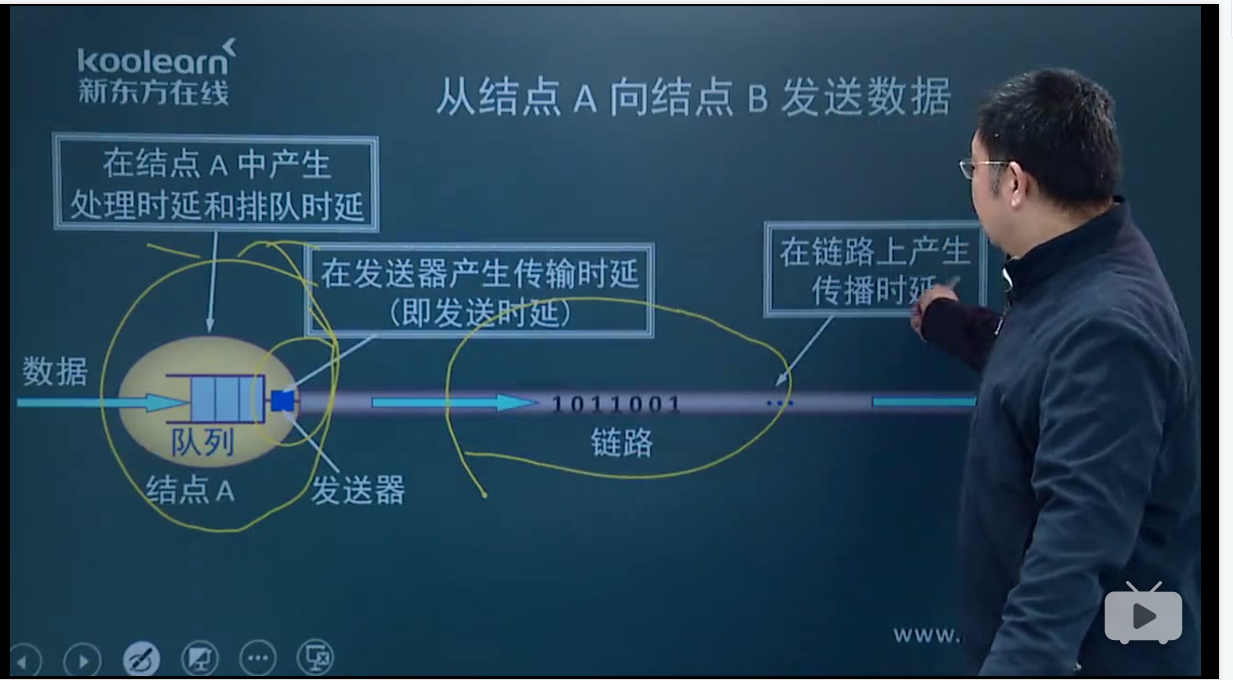 koolearn
新东方在线
从结点 A 向结点 B 发送数据
在结点 A 中产生
处理时延和排队时延
在发送器产生传输时延
(即发送时延)
在链路上产生
传播时延
数据
1011001
...
队列
链路
结点 A
发送器
www.